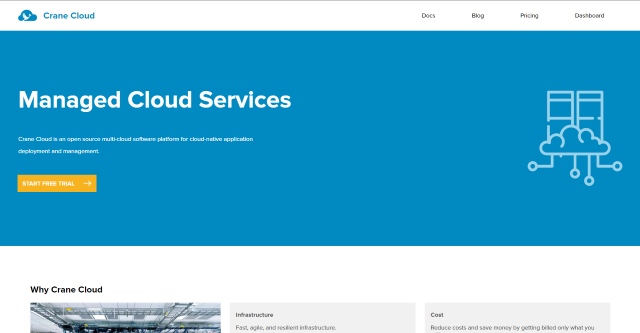 Crane Cloud
Docs
Blog
Pricing
Dashboard
Managed Cloud Services
Crane Cloud is an open source multi-cloud software platform for cloud-native application
deployment and management.
START FREE TRIAL
Why Crane Cloud
Infrastructure
Fast, agile, and resilient infrastructure.
Cost
Reduce costs and save money by getting billed only what you